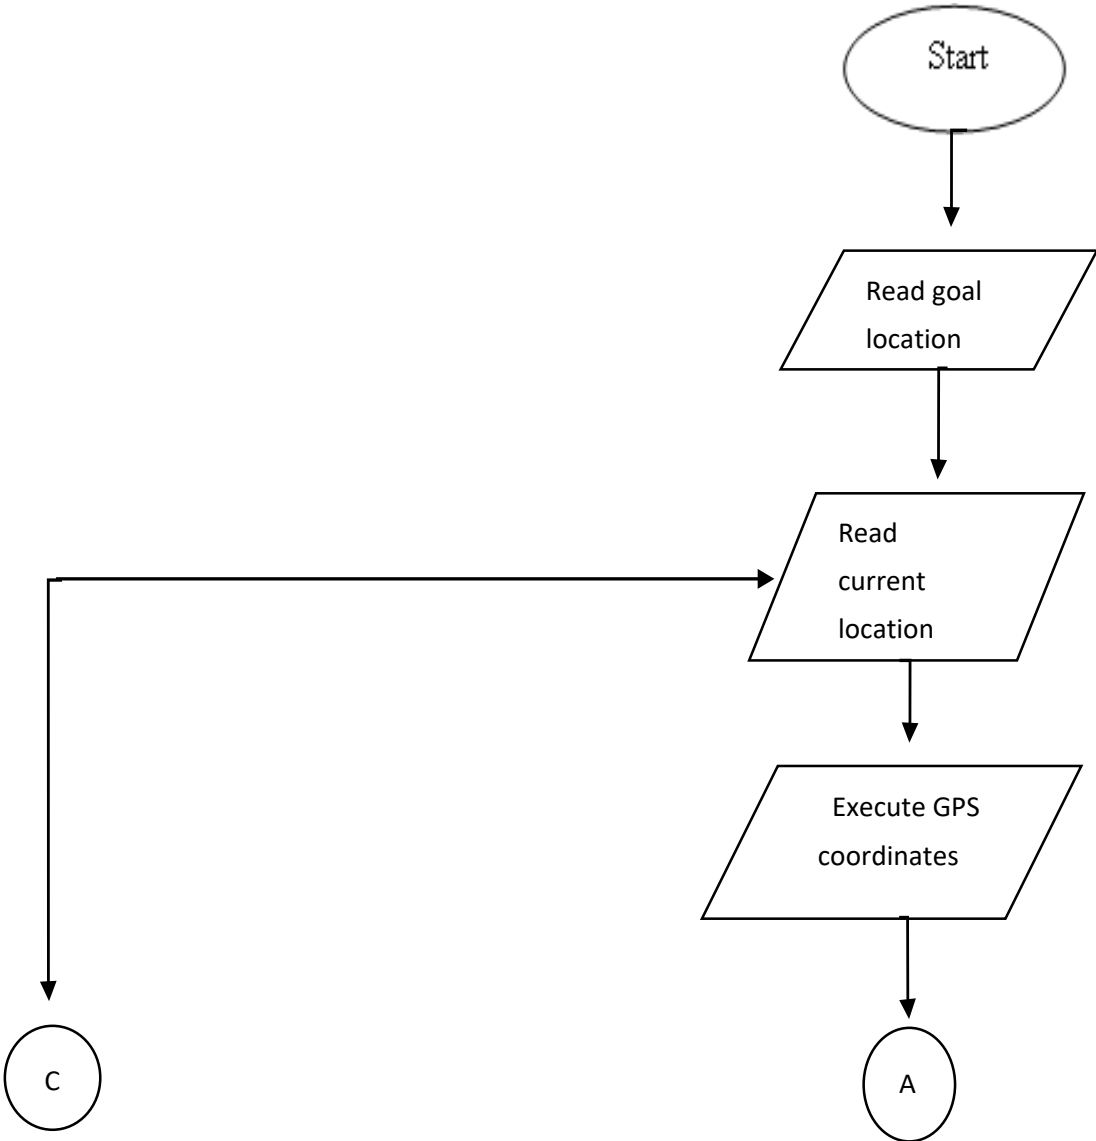 Start
Read goal
location
Read
current
location
Execute GPS
coordinates
C
A